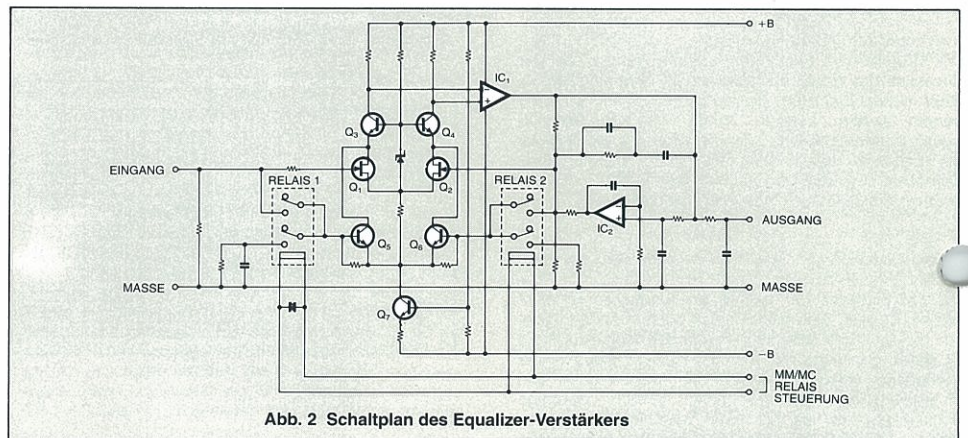 +B
IC1
Q3
Q4
EINGANG
Q1
Q2
RELAIS 1
RELAIS 2
IC2
AUSGANG
Q5
Q6
MASSE
MASSE
Q7
−B
MM/MC
RELAIS
STEUERUNG
Abb. 2 Schaltplan des Equalizer-Verstärkers